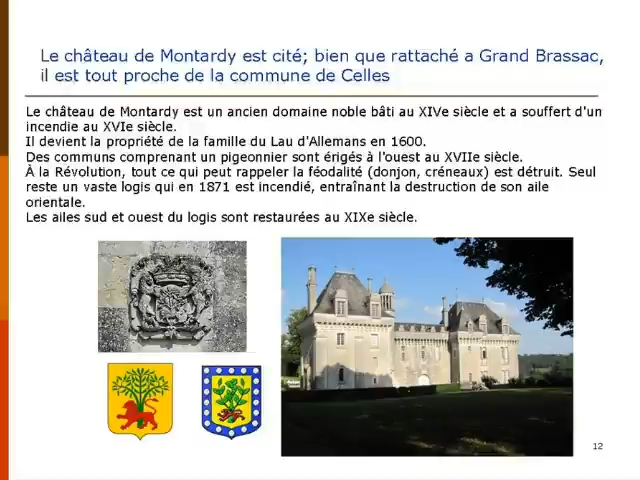 Le château de Montardy est cité; bien que rattaché a Grand Brassac,
il est tout proche de la commune de Celles
Le château de Montardy est un ancien domaine noble bâti au XIVe siècle et a souffert d'un
incendie au XVIe siècle.
Il devient la propriété de la famille du Lau d'Allemans en 1600.
Des communs comprenant un pigeonnier sont érigés à l'ouest au XVIIe siècle.
À la Révolution, tout ce qui peut rappeler la féodalité (donjon, créneaux) est détruit. Seul
reste un vaste logis qui en 1871 est incendié, entraînant la destruction de son aile
orientale.
Les ailes sud et ouest du logis sont restaurées au XIXe siècle.
12